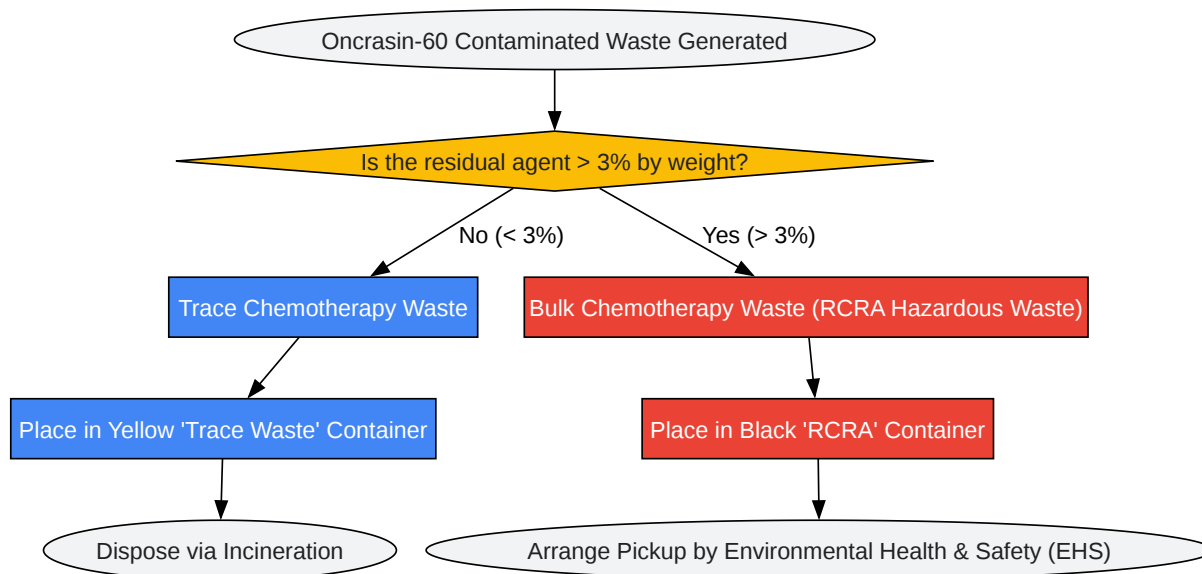 Oncrasin-60 Contaminated Waste Generated
Is the residual agent > 3% by weight?
No (< 3%)
Yes (> 3%)
Trace Chemotherapy Waste
Bulk Chemotherapy Waste (RCRA Hazardous Waste)
Place in Yellow 'Trace Waste' Container
Place in Black 'RCRA' Container
Dispose via Incineration
Arrange Pickup by Environmental Health & Safety (EHS)